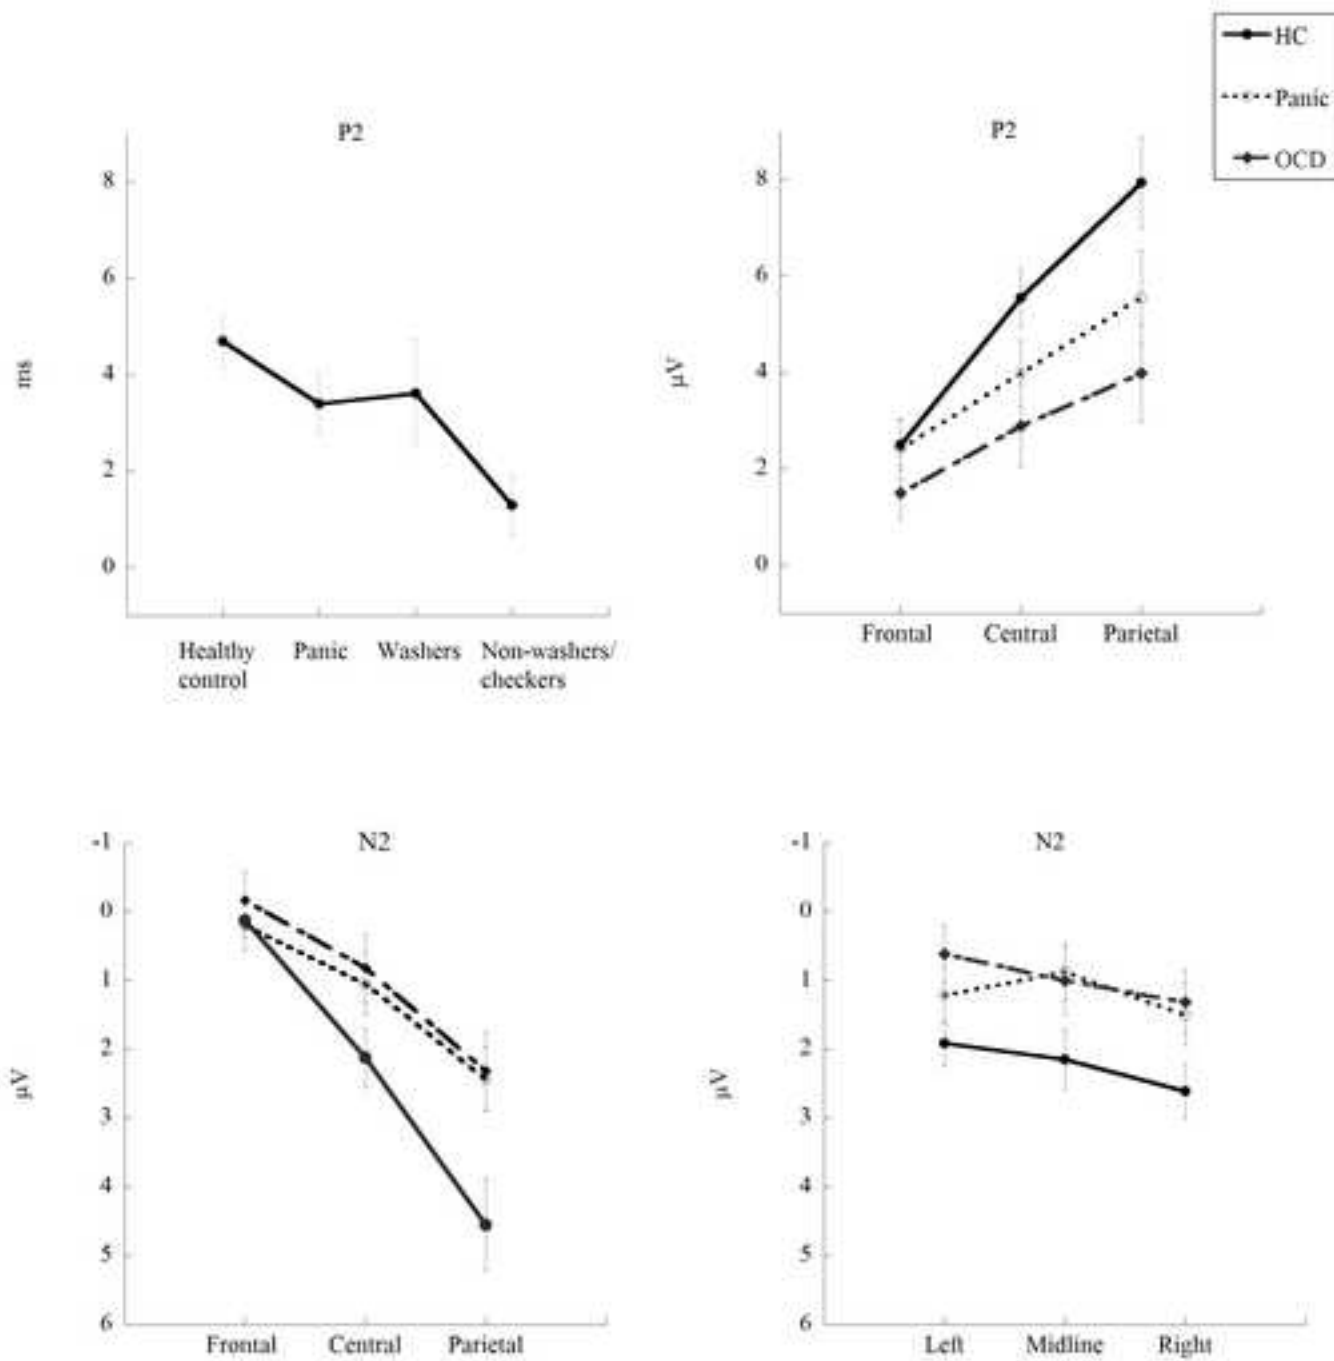 HC
Panic
OCD
P2
8
6
4
2
0
ms
Healthy control
Panic
Washers
Non-washers/
checkers
P2
8
6
4
2
0
μV
Frontal
Central
Parietal
N2
-1
0
1
2
3
4
5
6
μV
Frontal
Central
Parietal
N2
-1
0
1
2
3
4
5
6
μV
Left
Midline
Right